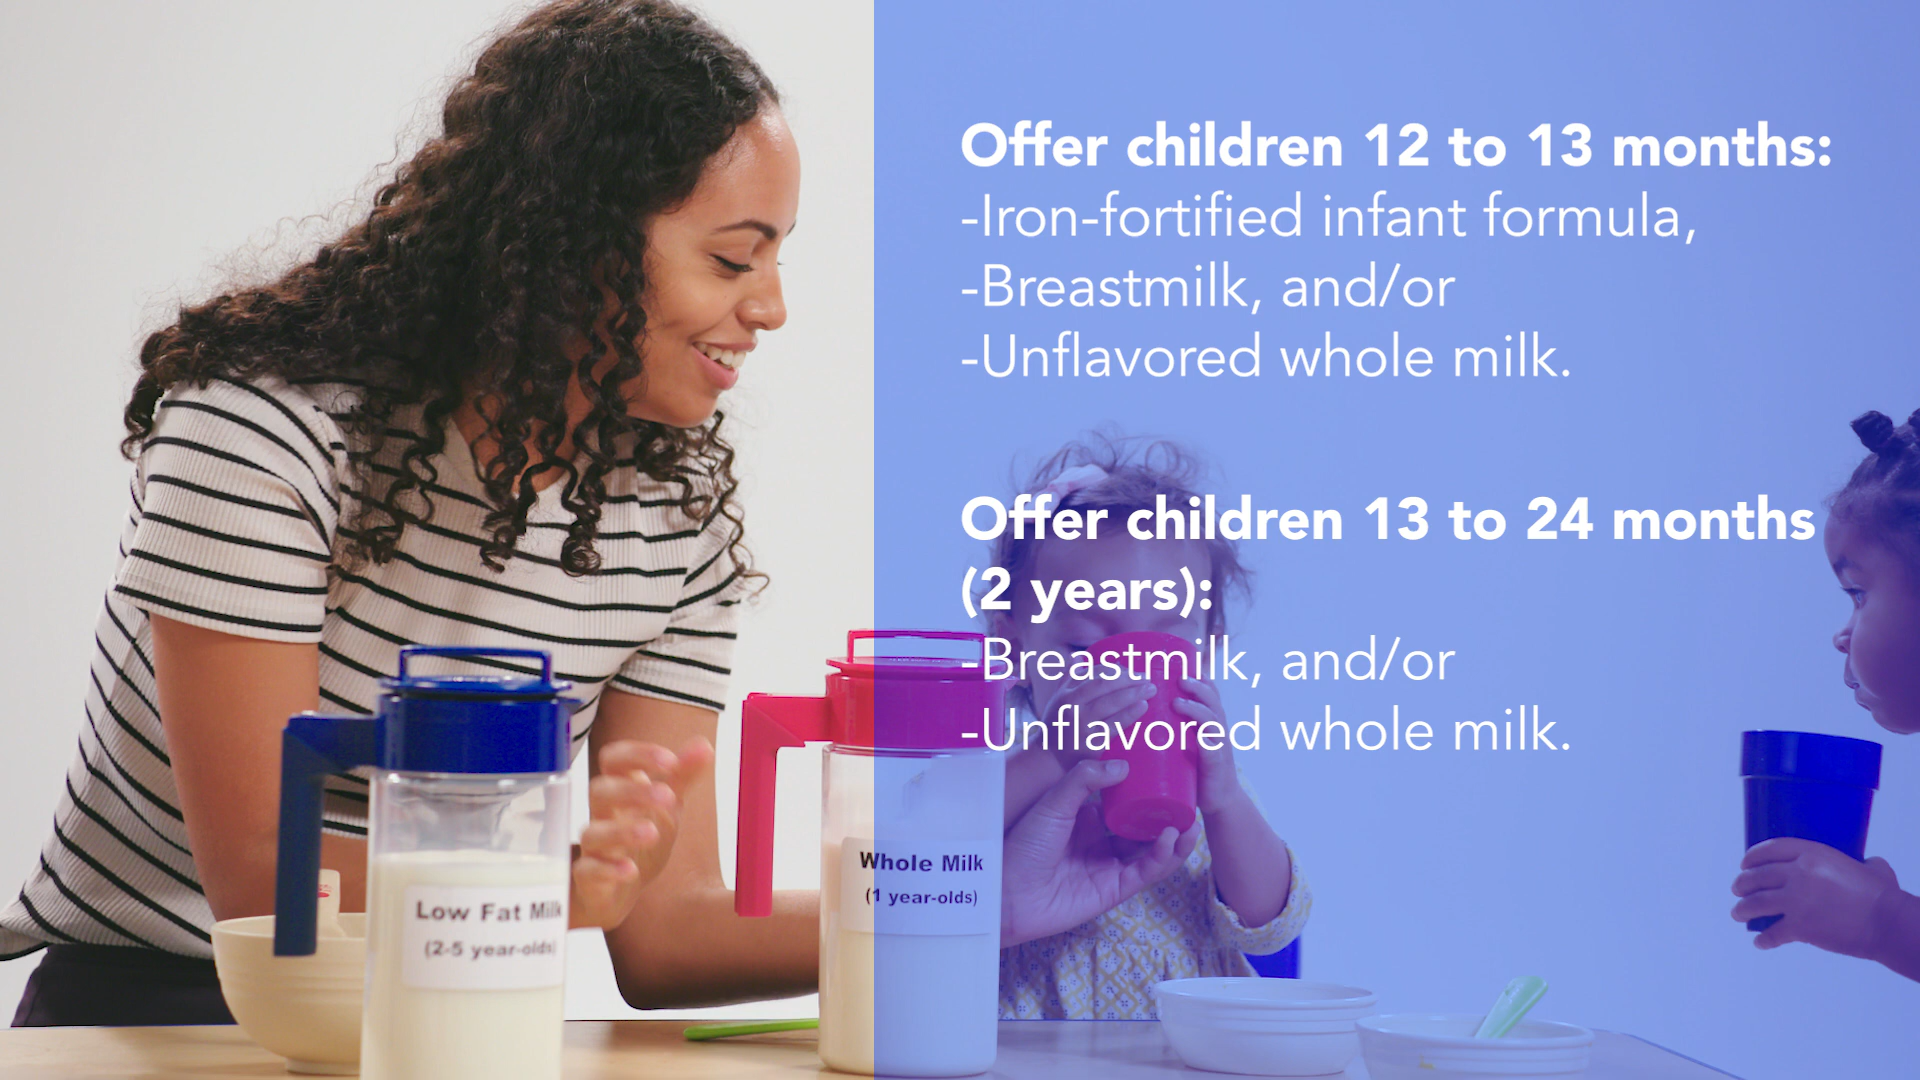 Offer children 12 to 13 months:
-Iron-fortified infant formula,
-Breastmilk, and/or
-Unflavored whole milk.
Offer children 13 to 24 months
(2 years):
-Breastmilk, and/or
-Unflavored whole milk.
Whole Milk
(1 year-olds)
Low Fat Milk
(2-5 year-olds)